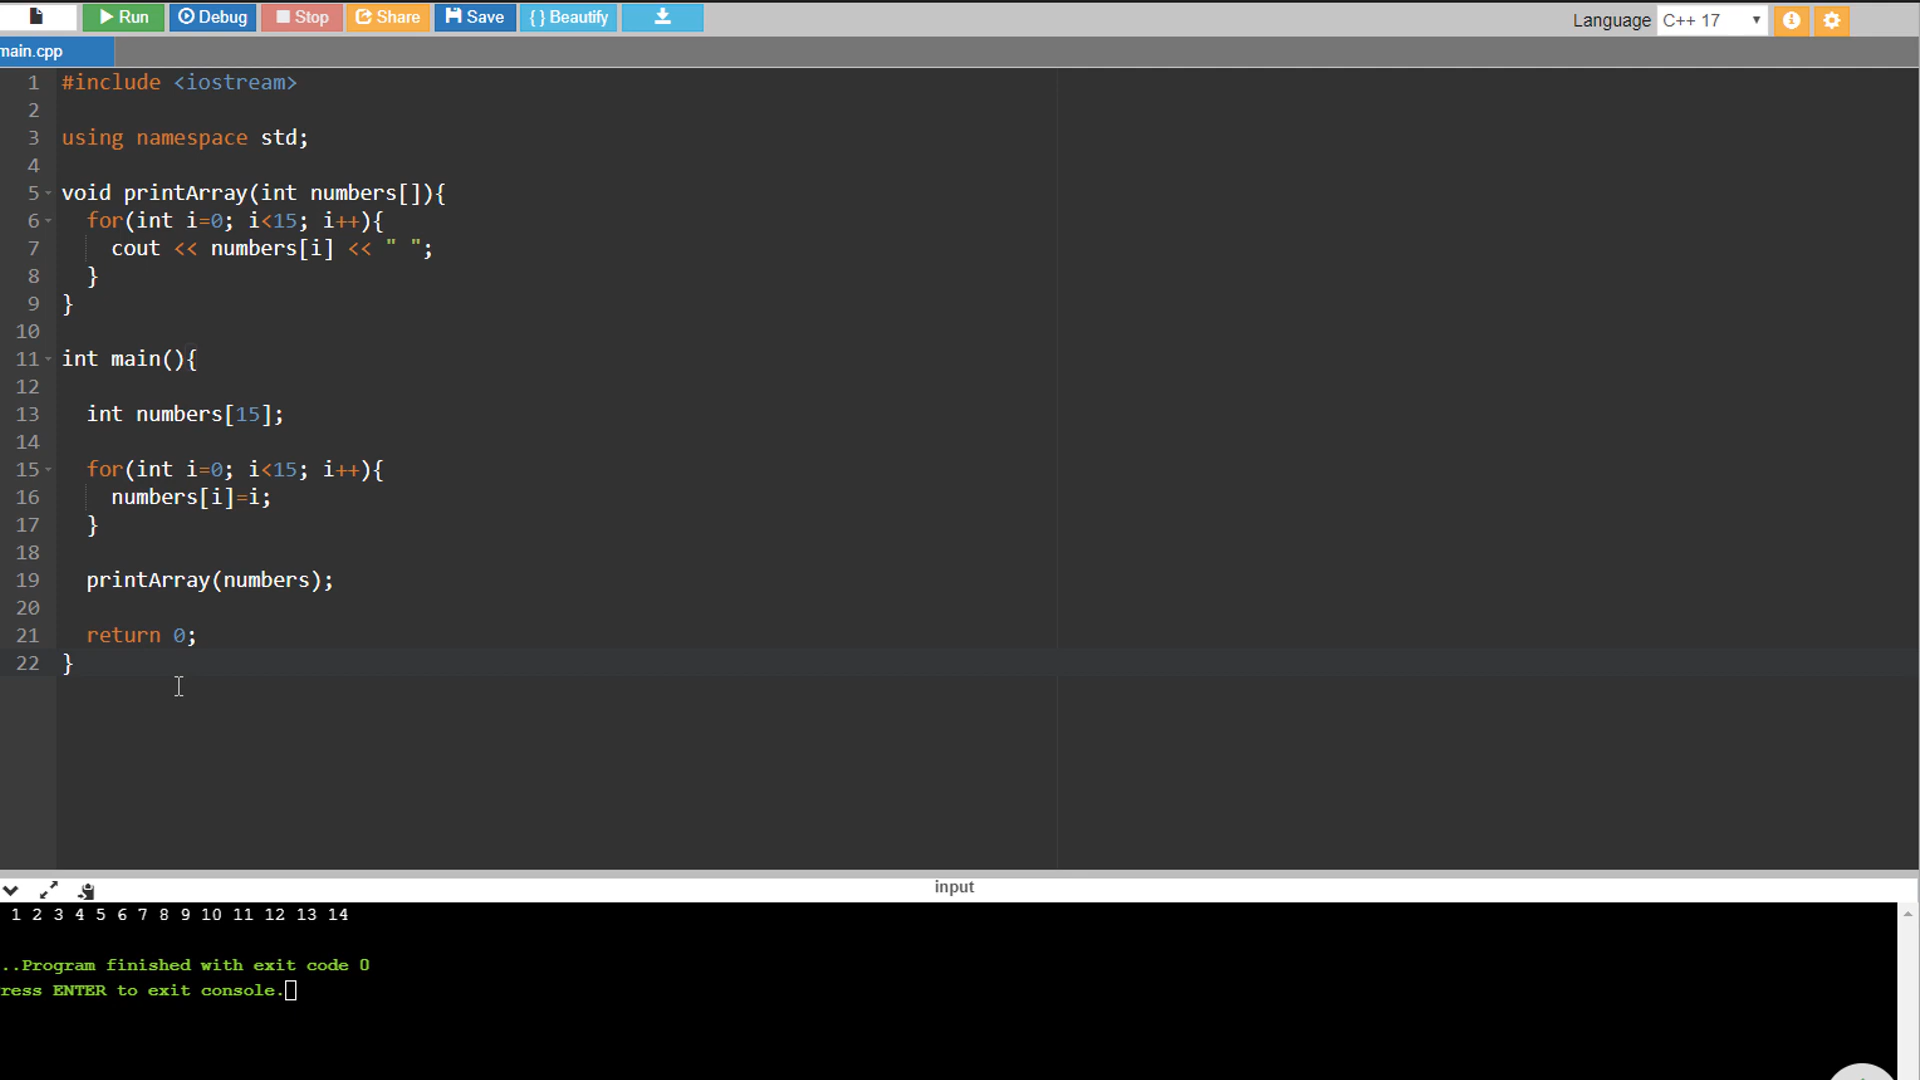 Run Debug Stop Share Save { } Beautify Language C++ 17
main.cpp
1 #include <iostream>
2
3 using namespace std;
4
5 void printArray(int numbers[]){
6 for(int i=0; i<15; i++){
7 cout << numbers[i] << " ";
8 }
9 }
10
11 int main(){
12
13 int numbers[15];
14
15 for(int i=0; i<15; i++){
16 numbers[i]=i;
17 }
18
19 printArray(numbers);
20
21 return 0;
22 }
input
1 2 3 4 5 6 7 8 9 10 11 12 13 14
..Program finished with exit code 0
ress ENTER to exit console.